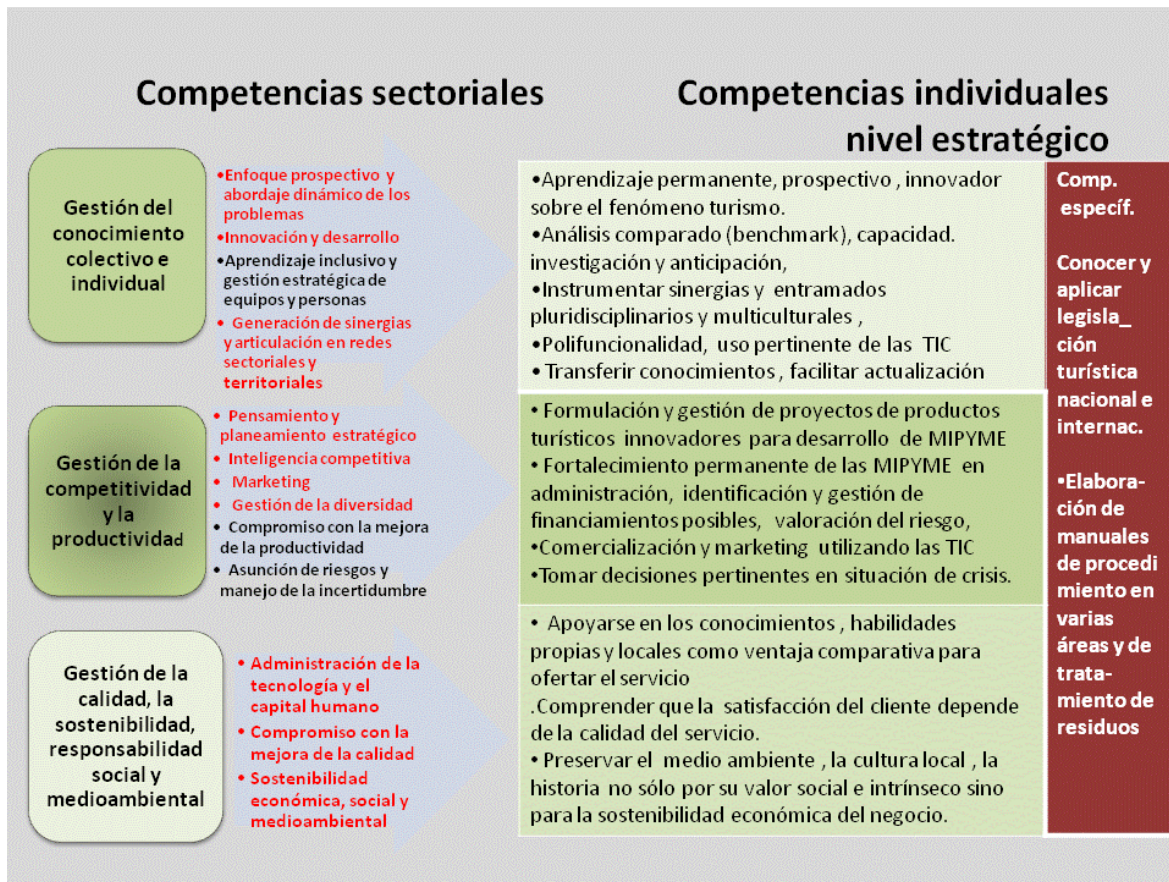 Competencias sectoriales
Competencias individuales
nivel estratégico
Gestión del
conocimiento
colectivo e
individual
•Enfoque prospectivo y
abordaje dinámico de los
problemas
•Innovación y desarrollo
•Aprendizaje inclusivo y
gestión estratégica de
equipos y personas
• Generación de sinergias
y articulación en redes
sectoriales y
territoriales
•Aprendizaje permanente, prospectivo , innovador
sobre el fenómeno turismo.
•Análisis comparado (benchmark), capacidad.
investigación y anticipación,
•Instrumentar sinergias y entramados
pluridisciplinarios y multiculturales ,
•Polifuncionalidad, uso pertinente de las TIC
• Transferir conocimientos , facilitar actualización
Gestión de la
competitividad
y la
productividad
• Pensamiento y
planeamiento estratégico
• Inteligencia competitiva
• Marketing
• Gestión de la diversidad
• Compromiso con la mejora
de la productividad
• Asunción de riesgos y
manejo de la incertidumbre
• Formulación y gestión de proyectos de productos
turísticos innovadores para desarrollo de MIPYME
• Fortalecimiento permanente de las MIPYME en
administración, identificación y gestión de
financiamientos posibles, valoración del riesgo,
•Comercialización y marketing utilizando las TIC
• Tomar decisiones pertinentes en situación de crisis.
Gestión de la
calidad, la
sostenibilidad,
responsabilidad
social y
medioambiental
• Administración de la
tecnología y el
capital humano
• Compromiso con la
mejora de la calidad
• Sostenibilidad
económica, social y
medioambiental
• Apoyarse en los conocimientos , habilidades
propias y locales como ventaja comparativa para
ofertar el servicio
.Comprender que la satisfacción del cliente depende
de la calidad del servicio.
• Preservar el medio ambiente , la cultura local , la
historia no sólo por su valor social e intrínseco sino
para la sostenibilidad económica del negocio.
Comp.
específ.
Conocer y
aplicar
legisla_
ción
turística
nacional e
internac.
•Elabora-
ción de
manuales
de procedi
miento en
varias
áreas y de
trata-
miento de
residuos